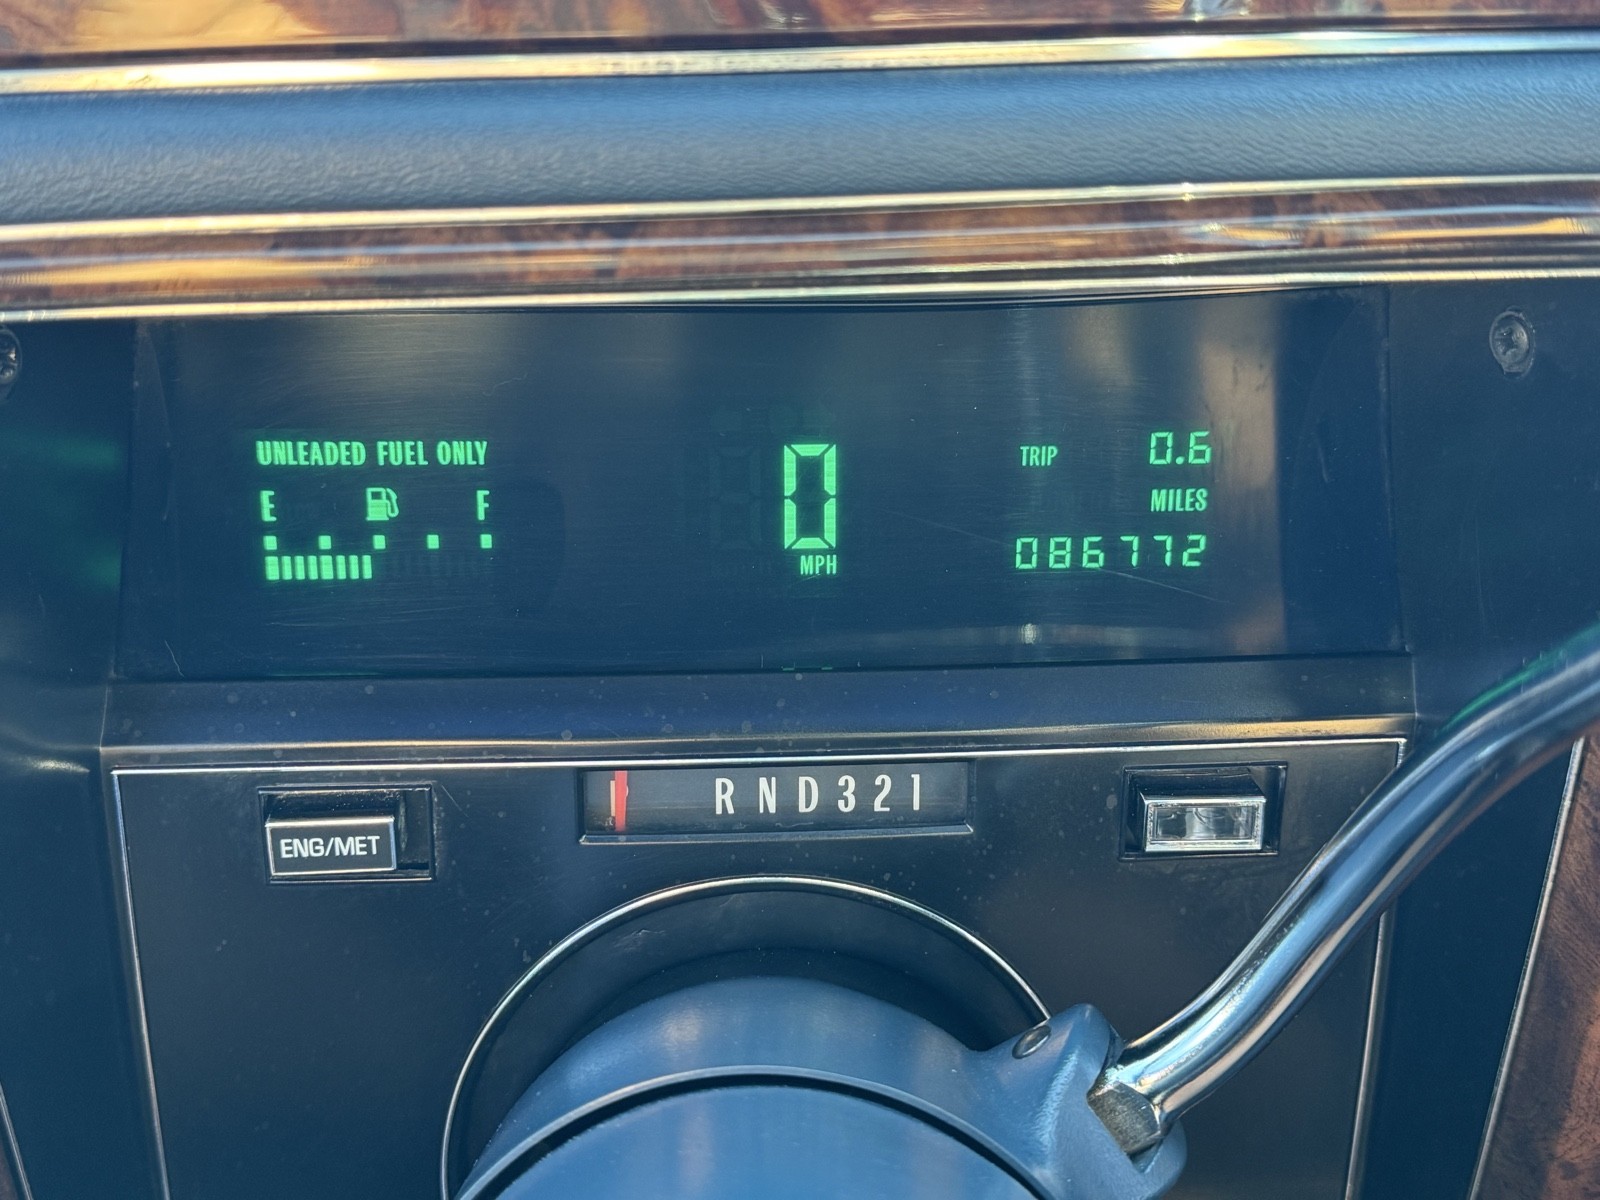 UNLEADED FUEL ONLY
E F
0
MPH
TRIP 0.6
MILES
086772
RND321
ENG/MET